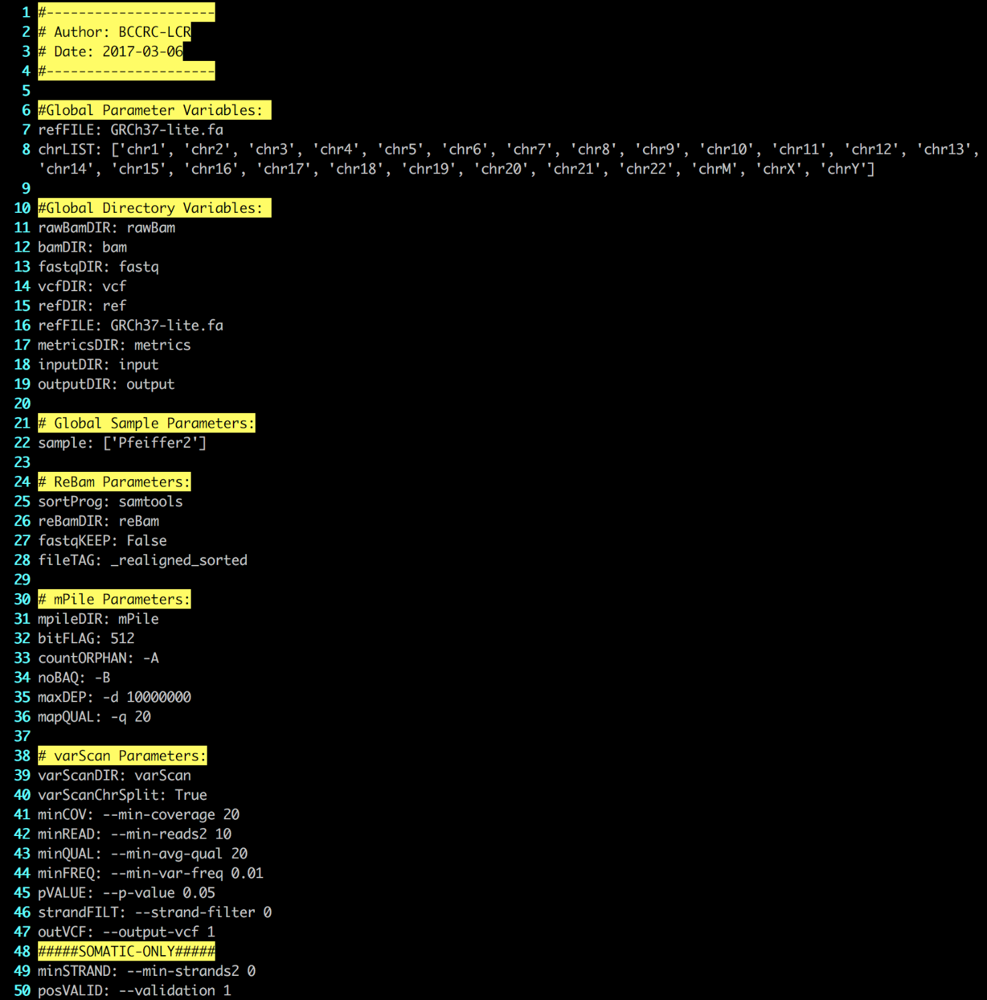 1 #---------------------
2 # Author: BCCRC-LCR
3 # Date: 2017-03-06
4 #---------------------
5
6 #Global Parameter Variables:
7 refFILE: GRCh37-lite.fa
8 chrLIST: ['chr1', 'chr2', 'chr3', 'chr4', 'chr5', 'chr6', 'chr7', 'chr8', 'chr9', 'chr10', 'chr11', 'chr12', 'chr13',
'chr14', 'chr15', 'chr16', 'chr17', 'chr18', 'chr19', 'chr20', 'chr21', 'chr22', 'chrM', 'chrX', 'chrY']
9
10 #Global Directory Variables:
11 rawBamDIR: rawBam
12 bamDIR: bam
13 fastqDIR: fastq
14 vcfDIR: vcf
15 refDIR: ref
16 refFILE: GRCh37-lite.fa
17 metricsDIR: metrics
18 inputDIR: input
19 outputDIR: output
20
21 # Global Sample Parameters:
22 sample: ['Pfeiffer2']
23
24 # ReBam Parameters:
25 sortProg: samtools
26 reBamDIR: reBam
27 fastqKEEP: False
28 fileTAG: _realigned_sorted
29
30 # mPile Parameters:
31 mpileDIR: mPile
32 bitFLAG: 512
33 countORPHAN: -A
34 noBAQ: -B
35 maxDEP: -d 10000000
36 mapQUAL: -q 20
37
38 # varScan Parameters:
39 varScanDIR: varScan
40 varScanChrSplit: True
41 minCOV: --min-coverage 20
42 minREAD: --min-reads2 10
43 minQUAL: --min-avg-qual 20
44 minFREQ: --min-var-freq 0.01
45 pVALUE: --p-value 0.05
46 strandFILT: --strand-filter 0
47 outVCF: --output-vcf 1
48 #####SOMATIC-ONLY#####
49 minSTRAND: --min-strands2 0
50 posVALID: --validation 1